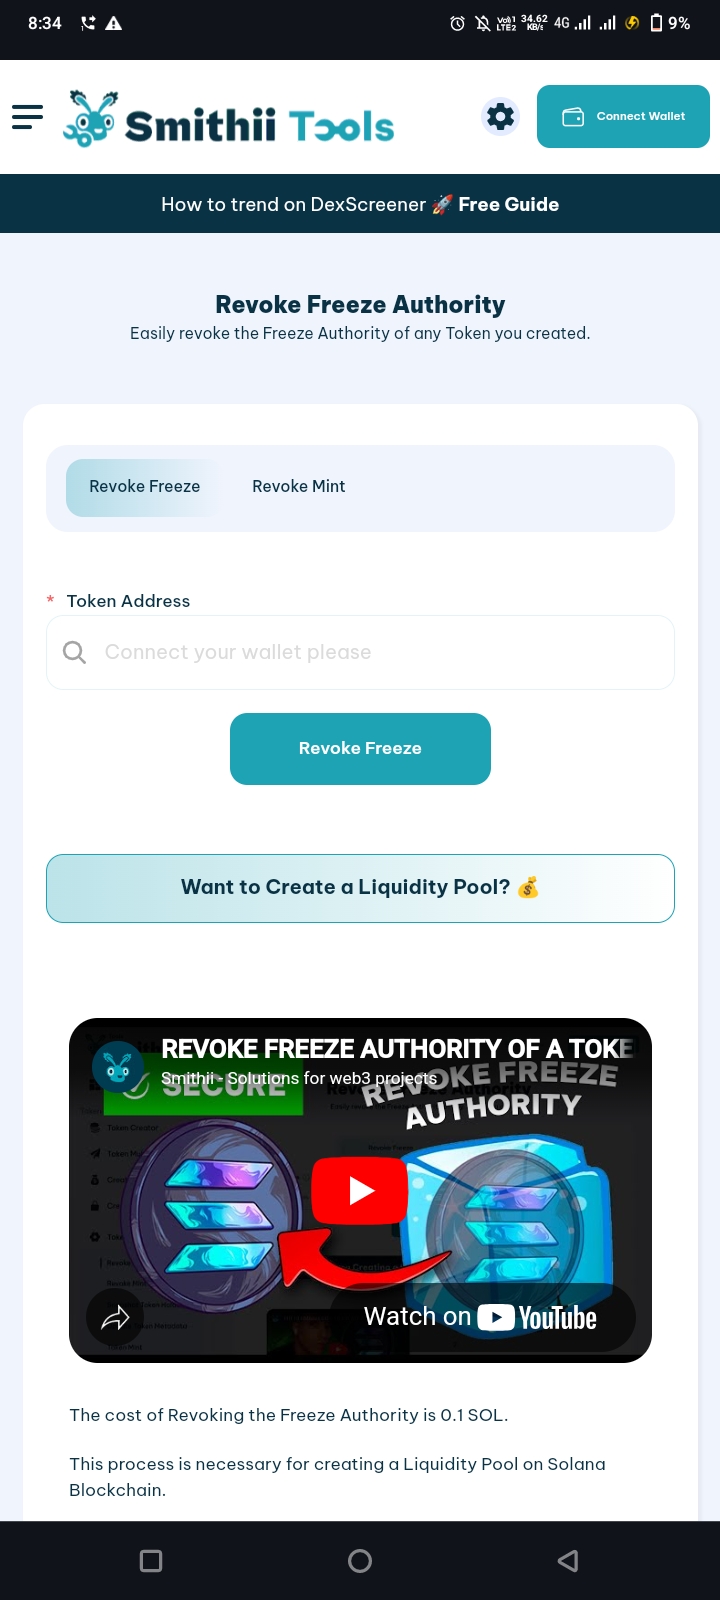 8:34
Vo)) 1
LTE2
34.62
KB/s
4G
9%
Smithii Tools
Connect Wallet
How to trend on DexScreener 🚀 Free Guide
Revoke Freeze Authority
Easily revoke the Freeze Authority of any Token you created.
Revoke Freeze
Revoke Mint
* Token Address
Connect your wallet please
Revoke Freeze
Want to Create a Liquidity Pool? 💰
REVOKE FREEZE AUTHORITY OF A TOKE
Smithii - Solutions for web3 projects
SECURE
REVOKE FREEZE
AUTHORITY
Watch on YouTube
The cost of Revoking the Freeze Authority is 0.1 SOL.
This process is necessary for creating a Liquidity Pool on Solana
Blockchain.